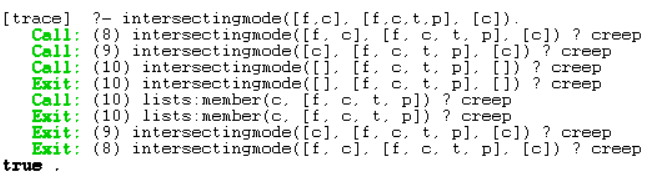 [trace]  ?- intersectingmode([f,c], [f,c,t,p], [c]).
Call: (8) intersectingmode([f, c], [f, c, t, p], [c]) ? creep
Call: (9) intersectingmode([c], [f, c, t, p], [c]) ? creep
Call: (10) intersectingmode([], [f, c, t, p], []) ? creep
Exit: (10) intersectingmode([], [f, c, t, p], []) ? creep
Call: (10) lists:member(c, [f, c, t, p]) ? creep
Exit: (10) lists:member(c, [f, c, t, p]) ? creep
Exit: (9) intersectingmode([c], [f, c, t, p], [c]) ? creep
Exit: (8) intersectingmode([f, c], [f, c, t, p], [c]) ? creep
true .